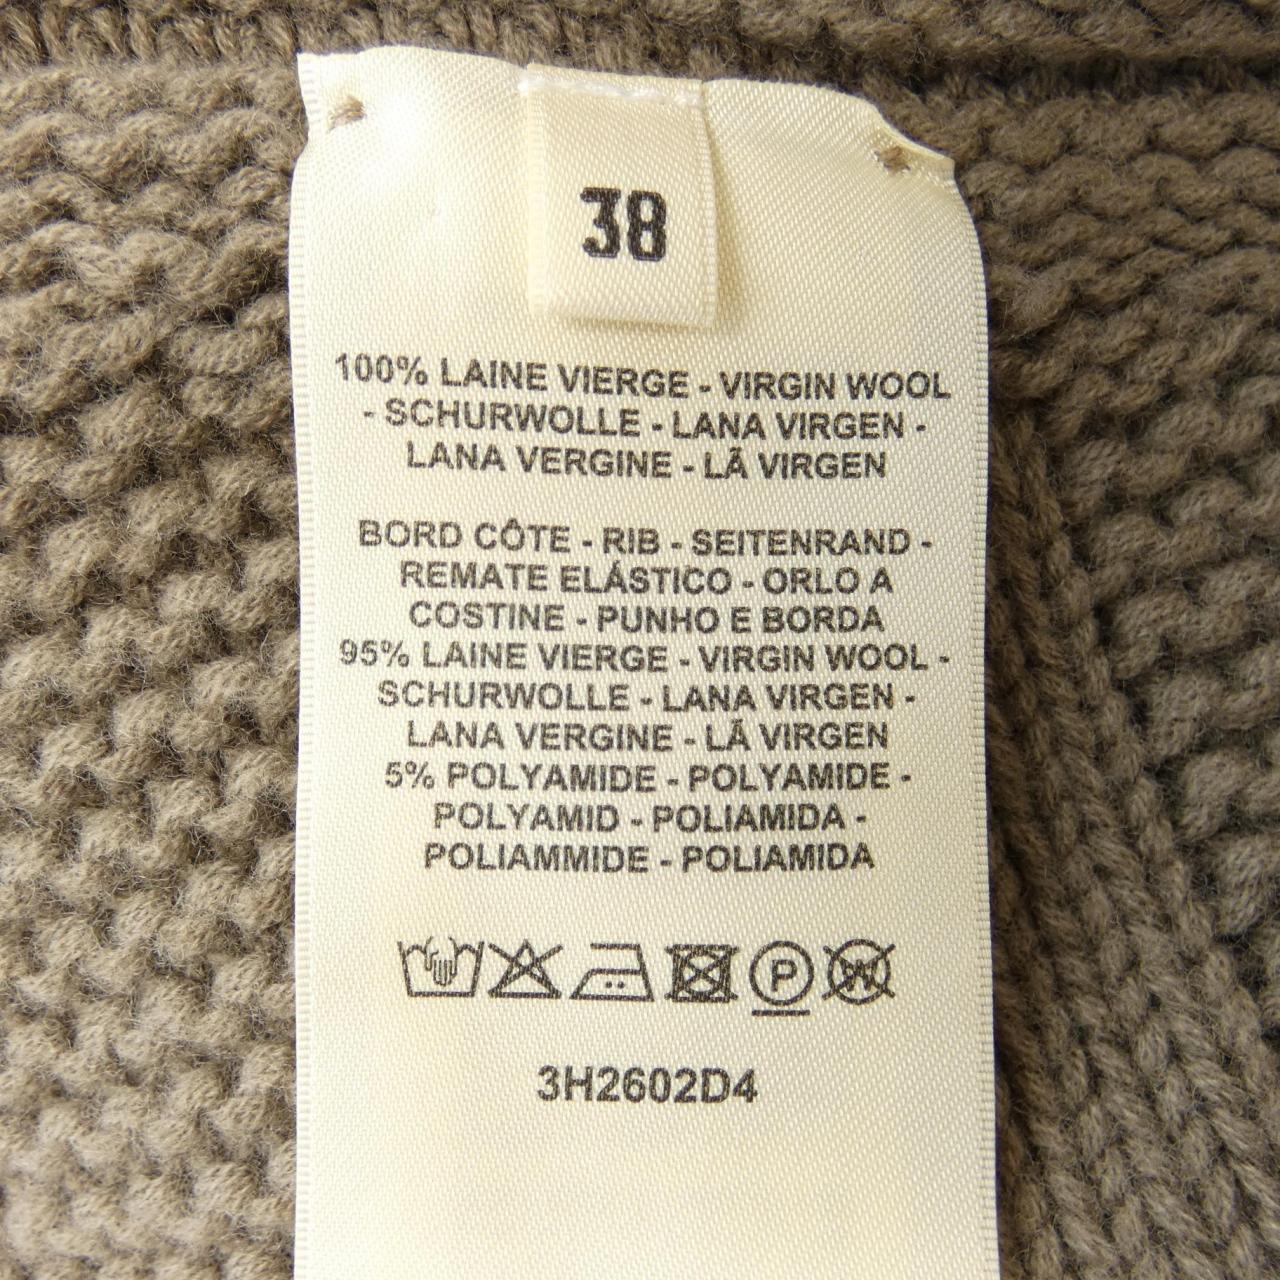 38
100% LAINE VIERGE - VIRGIN WOOL
- SCHURWOLLE - LANA VIRGEN -
LANA VERGINE - LÃ VIRGEN
BORD CÔTE - RIB - SEITENRAND -
REMATE ELÁSTICO - ORLO A
COSTINE - PUNHO E BORDA
95% LAINE VIERGE - VIRGIN WOOL -
SCHURWOLLE - LANA VIRGEN -
LANA VERGINE - LÃ VIRGEN
5% POLYAMIDE - POLYAMIDE -
POLYAMID - POLIAMIDA -
POLIAMMIDE - POLIAMIDA
P W
3H2602D4